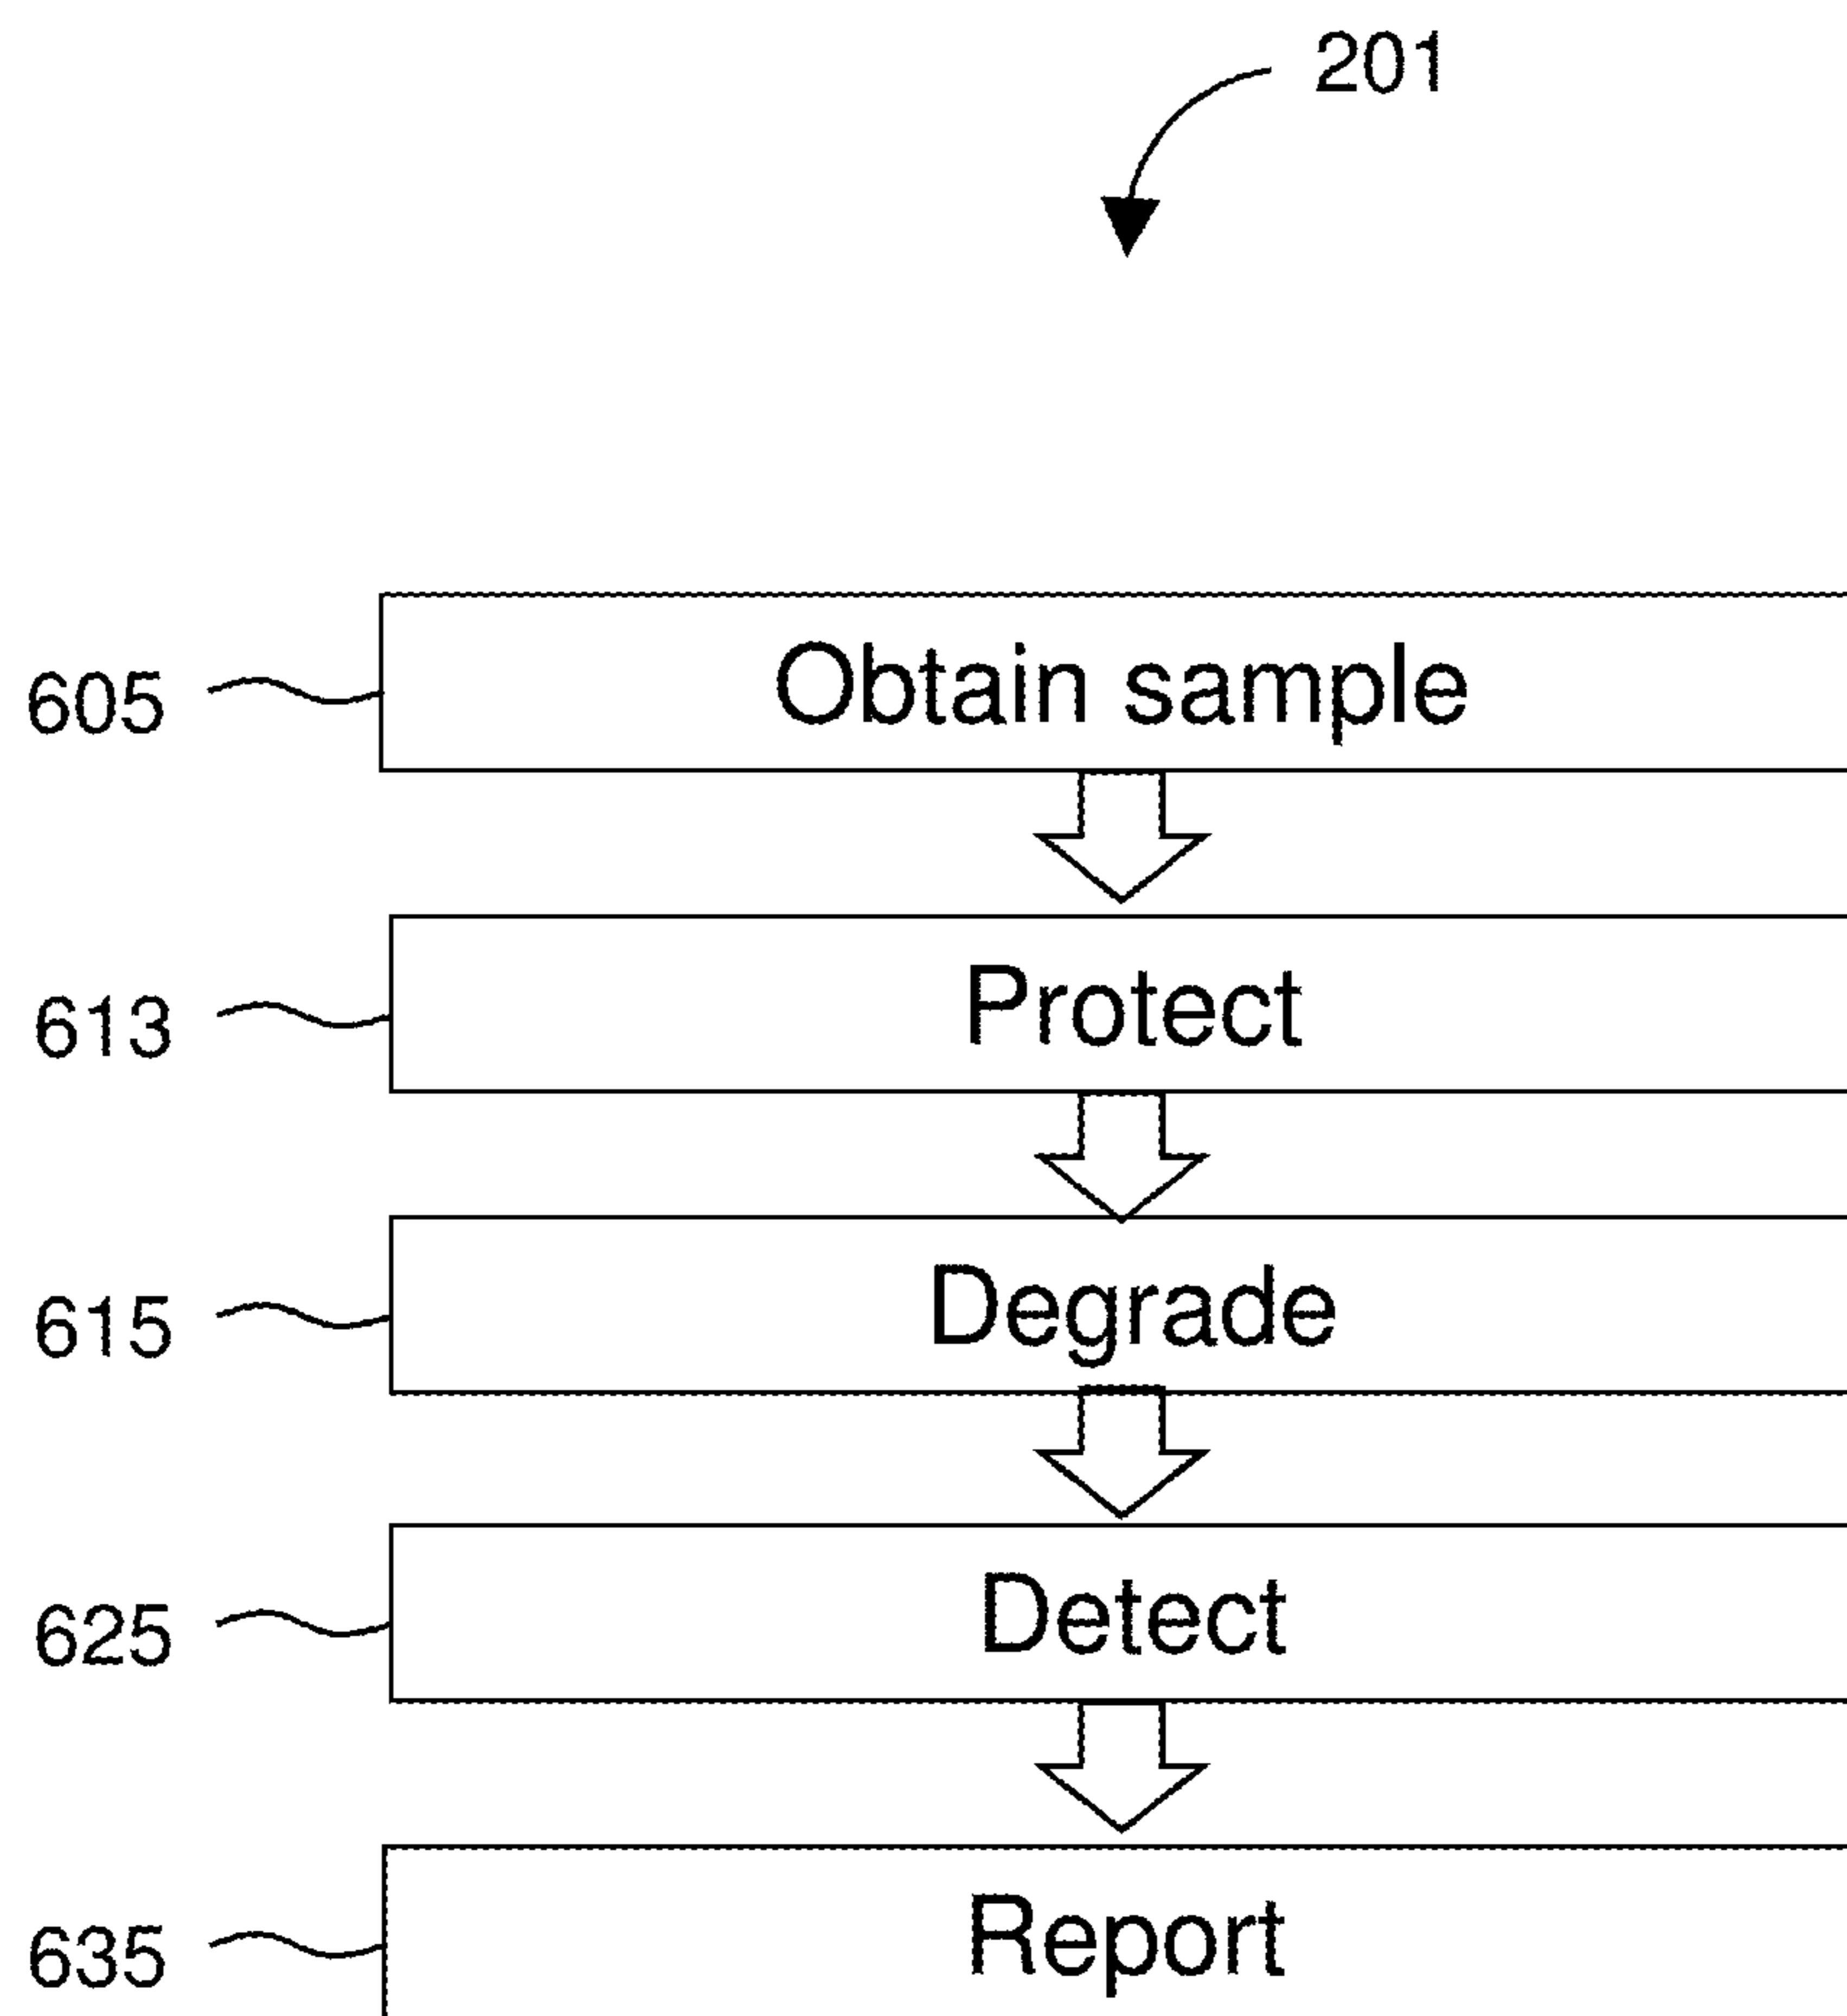 201
605 Obtain sample
613 Protect
615 Degrade
625 Detect
635 Report